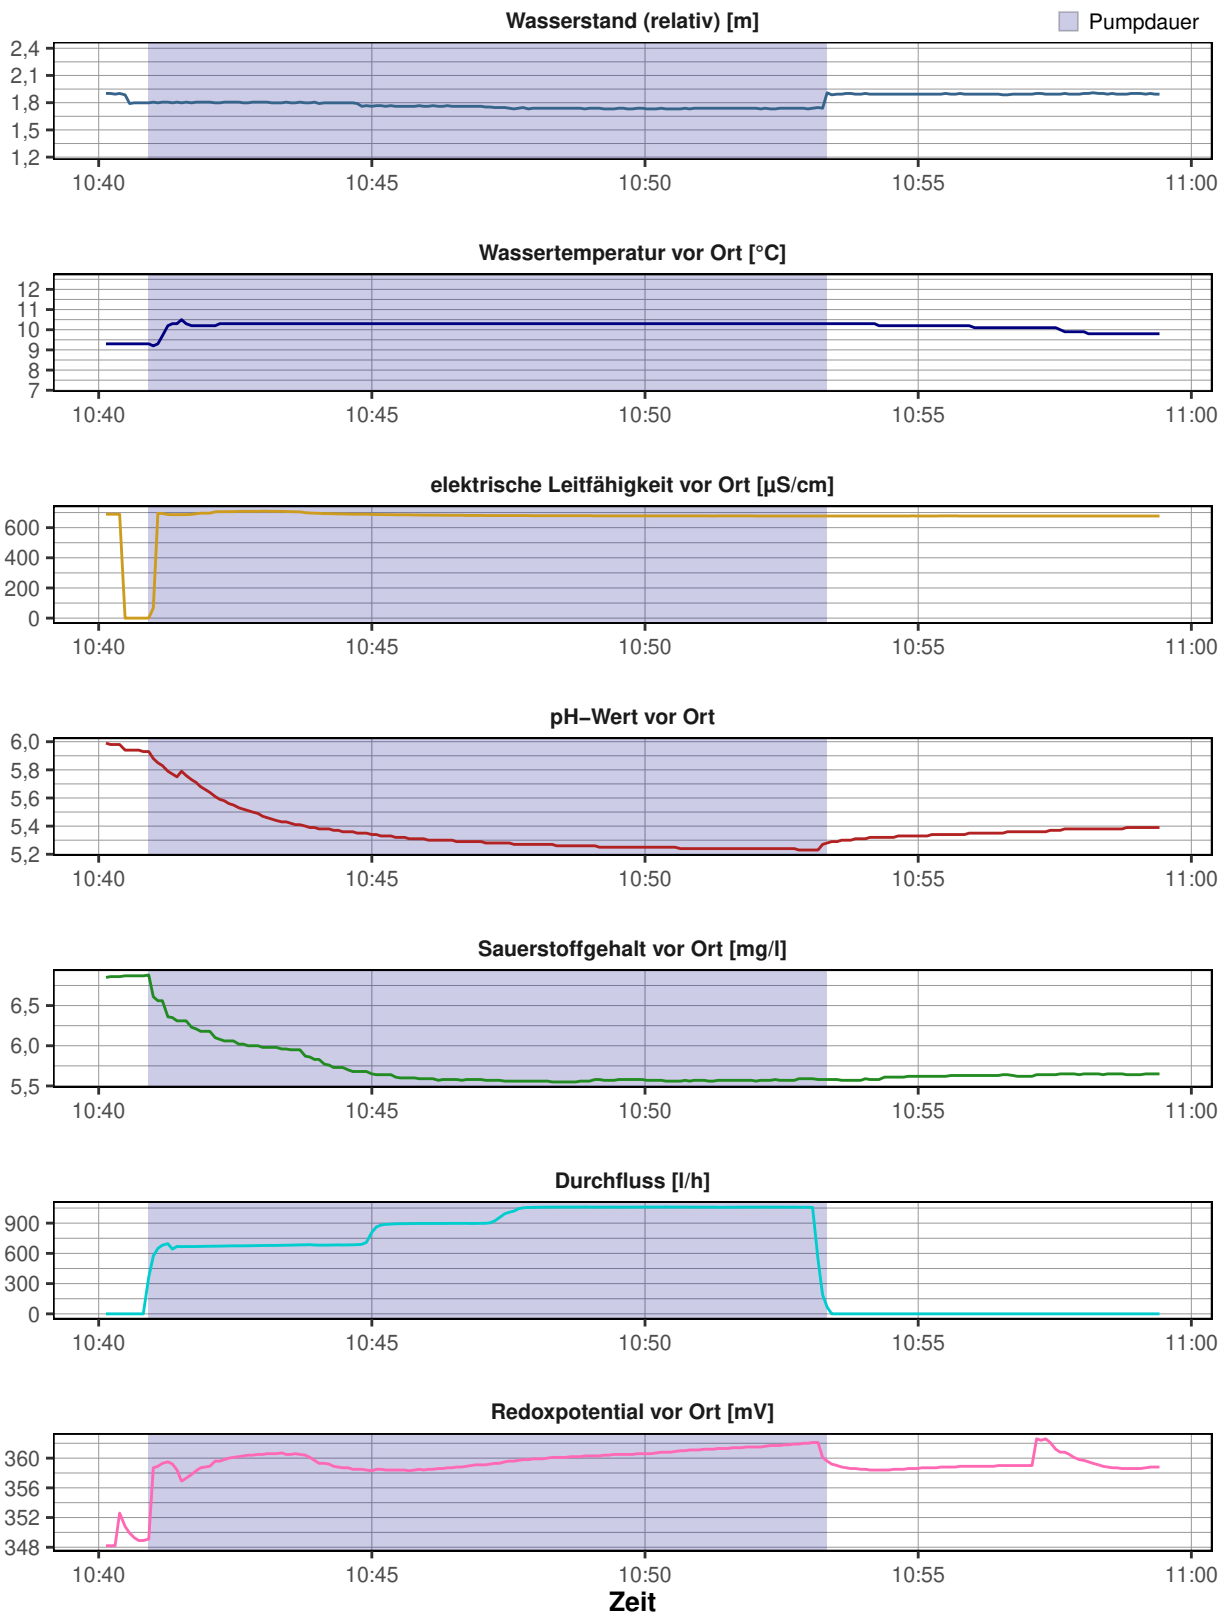 Wasserstand (relativ) [m]
Pumpdauer
2,4
2,1
1,8
1,5
1,2
10:40 10:45 10:50 10:55 11:00
Wassertemperatur vor Ort [°C]
12
11
10
9
8
7
10:40 10:45 10:50 10:55 11:00
elektrische Leitfähigkeit vor Ort [µS/cm]
600
400
200
0
10:40 10:45 10:50 10:55 11:00
pH−Wert vor Ort
6,0
5,8
5,6
5,4
5,2
10:40 10:45 10:50 10:55 11:00
Sauerstoffgehalt vor Ort [mg/l]
6,5
6,0
5,5
10:40 10:45 10:50 10:55 11:00
Durchfluss [l/h]
900
600
300
0
10:40 10:45 10:50 10:55 11:00
Redoxpotential vor Ort [mV]
360
356
352
348
10:40 10:45 10:50 10:55 11:00
Zeit